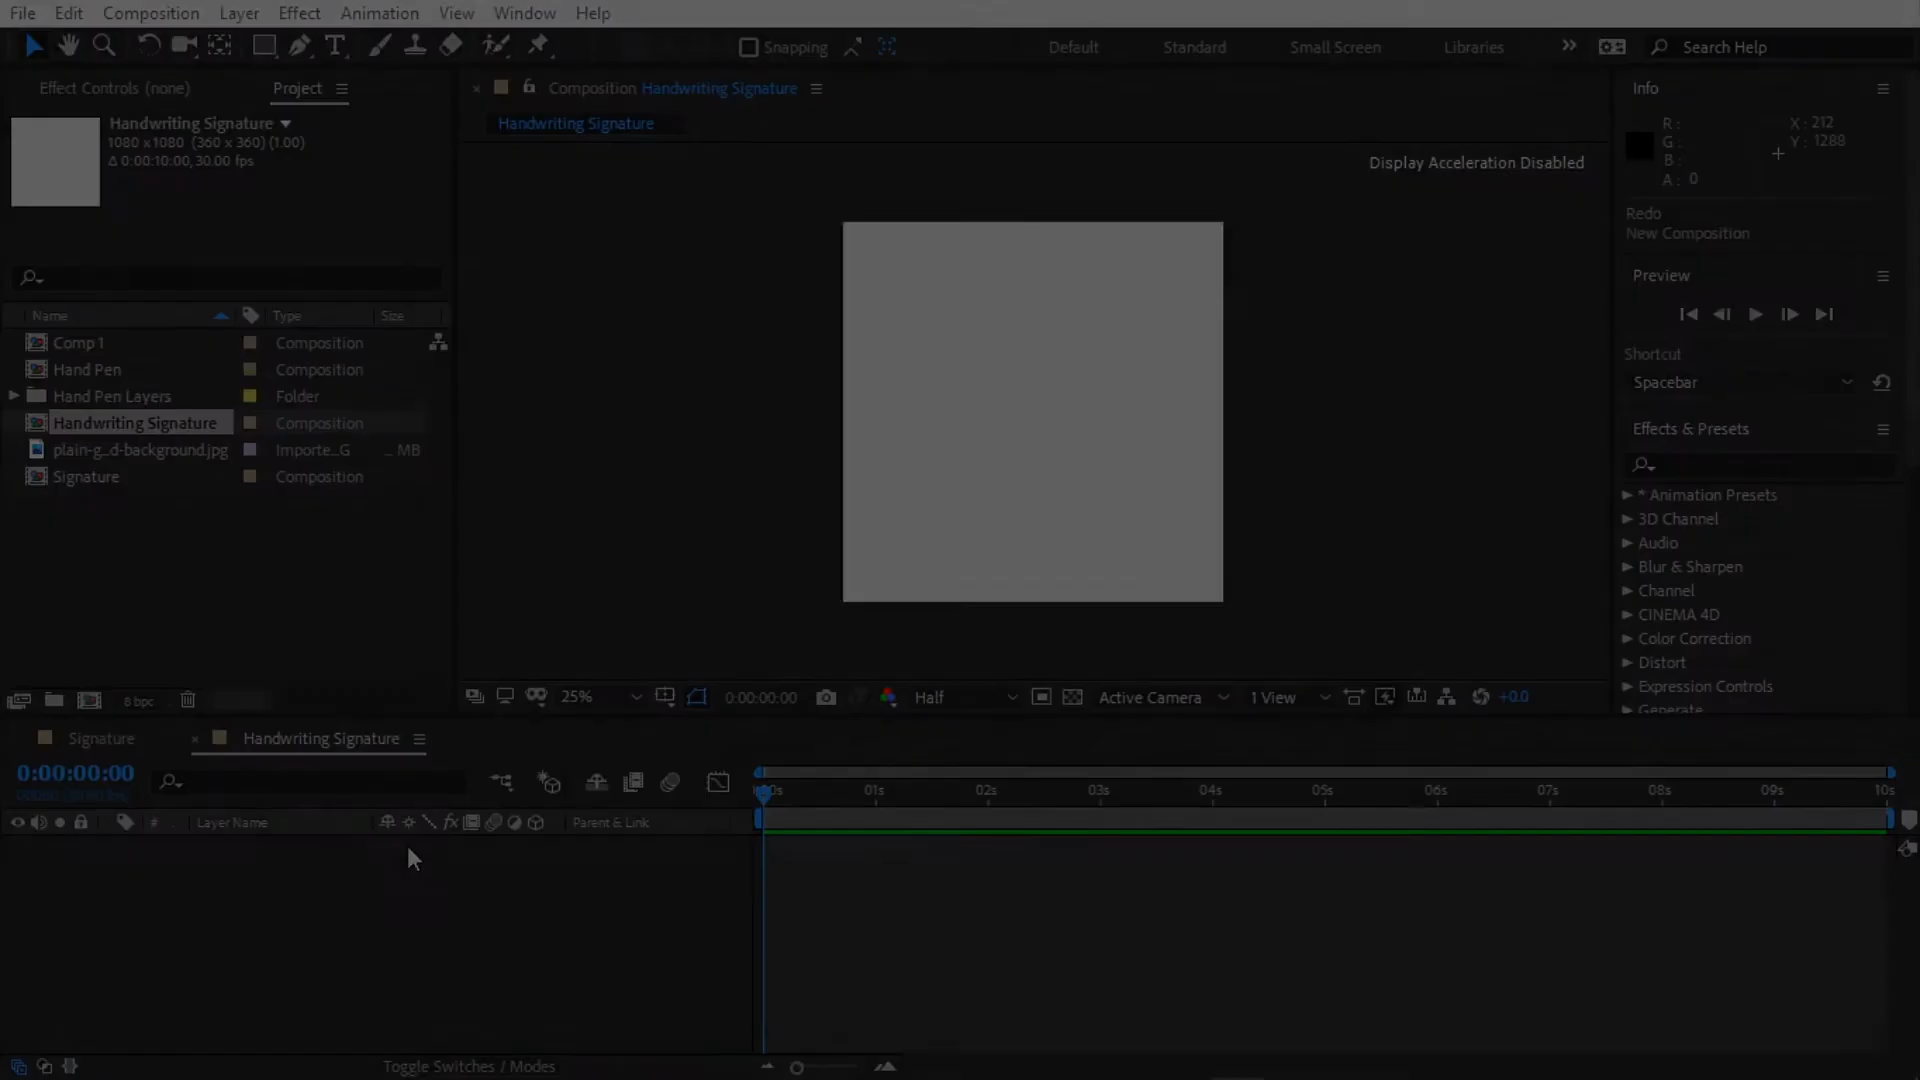 File Edit Composition Layer Effect Animation View Window Help
Snapping Default Standard Small Screen Libraries Search Help
Effect Controls (none) Project
Handwriting Signature
1080 x1080 (360 x 360) (1.00)
Δ 0:00:10:00, 30.00 fps
Name Type Size
Comp 1 Composition
Hand Pen Composition
Hand Pen Layers Folder
Handwriting Signature Composition
plain-g...d-background.jpg Importe...G ... MB
Signature Composition
8 bpc
Composition Handwriting Signature
Handwriting Signature
Display Acceleration Disabled
25% 0:00:00:00 Half Active Camera 1 View +0.0
Info
R: X: 212
G: Y: 1288
B:
A: 0
Redo
New Composition
Preview
Shortcut
Spacebar
Effects & Presets
* Animation Presets
3D Channel
Audio
Blur & Sharpen
Channel
CINEMA 4D
Color Correction
Distort
Expression Controls
Generate
Signature Handwriting Signature
0:00:00:00
01s 02s 03s 04s 05s 06s 07s 08s 09s 10s
# Layer Name Parent & Link
Toggle Switches / Modes